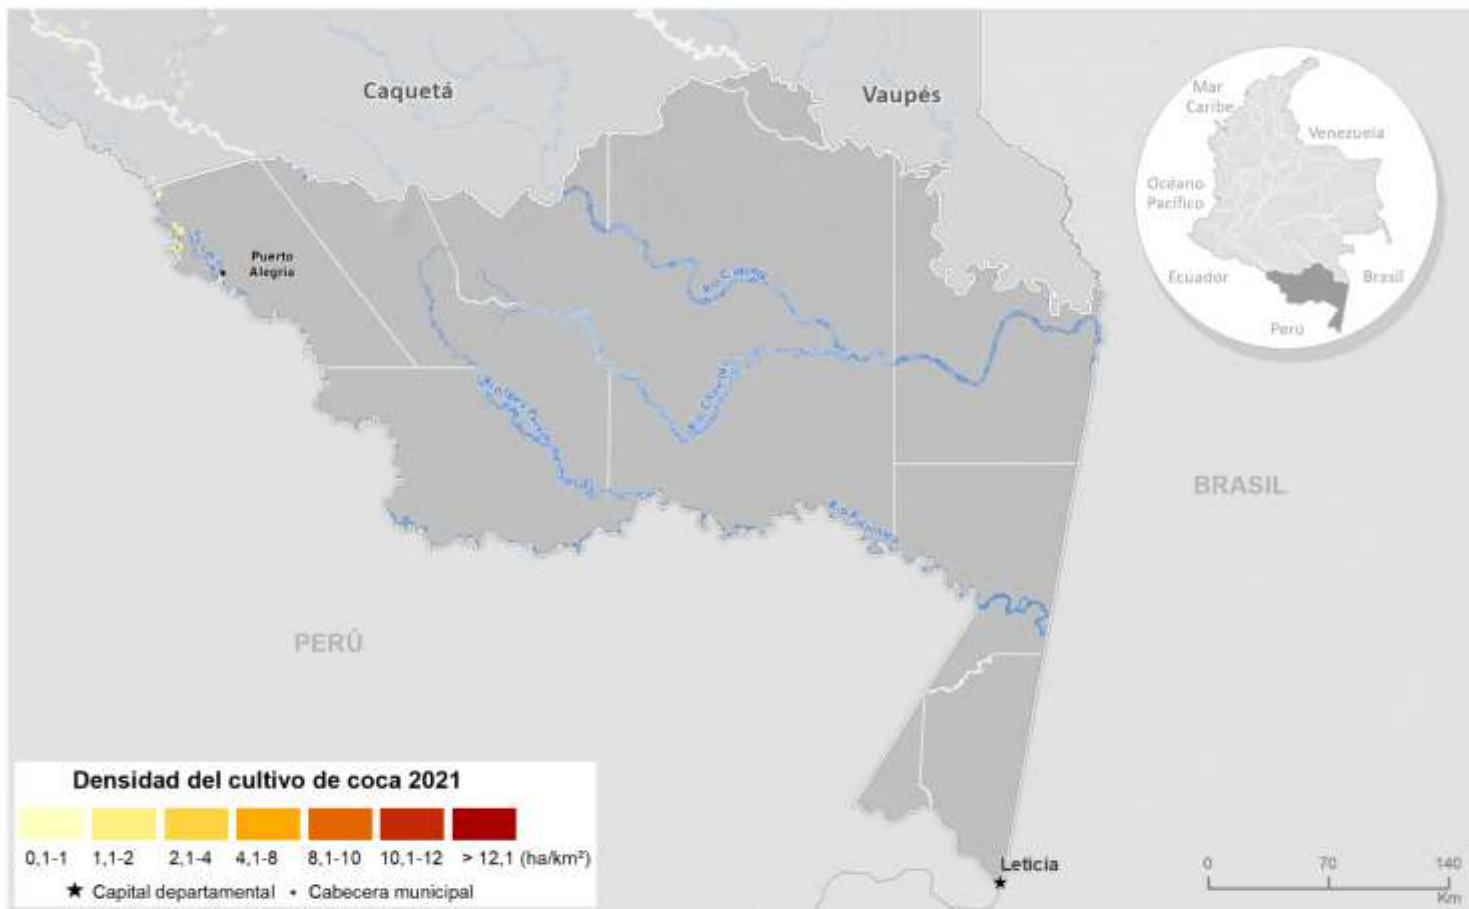 Caquetá
Vaupés
Mar
Caribe
Venezuela
Océano
Pacífico
Ecuador
Brasil
Perú
Puerto
Alegría
Río Caquetá
BRASIL
PERÚ
Densidad del cultivo de coca 2021
0,1-1 1,1-2 2,1-4 4,1-8 8,1-10 10,1-12 > 12,1 (ha/km²)
Capital departamental Cabecera municipal
Leticia
0 70 140
Km